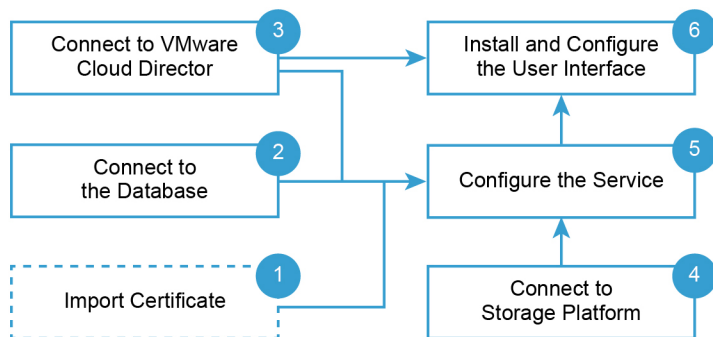 3
Connect to VMware
Cloud Director
6
Install and Configure
the User Interface
2
Connect to
the Database
5
Configure the Service
1
Import Certificate
4
Connect to
Storage Platform